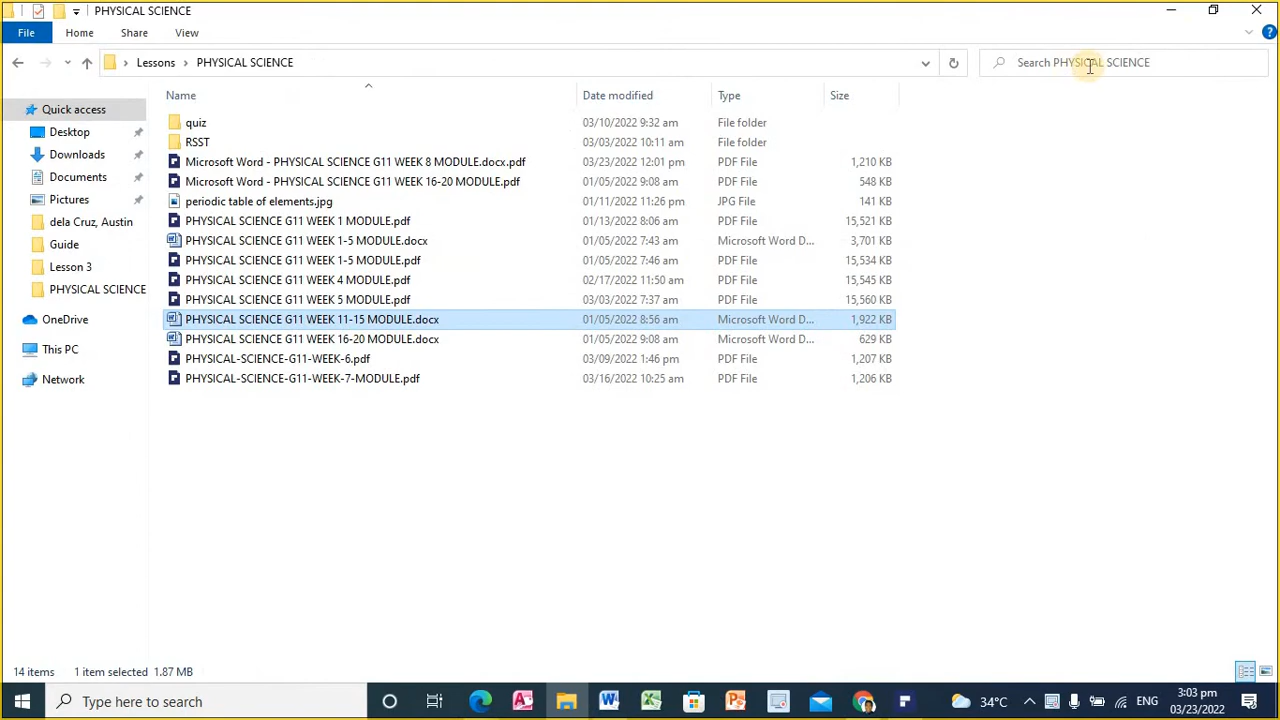 PHYSICAL SCIENCE
File Home Share View
Lessons PHYSICAL SCIENCE
Search PHYSICAL SCIENCE
Name Date modified Type Size
quiz 03/10/2022 9:32 am File folder
RSST 03/03/2022 10:11 am File folder
Microsoft Word - PHYSICAL SCIENCE G11 WEEK 8 MODULE.docx.pdf 03/23/2022 12:01 pm PDF File 1,210 KB
Microsoft Word - PHYSICAL SCIENCE G11 WEEK 16-20 MODULE.pdf 01/05/2022 9:08 am PDF File 548 KB
periodic table of elements.jpg 01/11/2022 11:26 pm JPG File 141 KB
PHYSICAL SCIENCE G11 WEEK 1 MODULE.pdf 01/13/2022 8:06 am PDF File 15,521 KB
PHYSICAL SCIENCE G11 WEEK 1-5 MODULE.docx 01/05/2022 7:43 am Microsoft Word D... 3,701 KB
PHYSICAL SCIENCE G11 WEEK 1-5 MODULE.pdf 01/05/2022 7:46 am PDF File 15,534 KB
PHYSICAL SCIENCE G11 WEEK 4 MODULE.pdf 02/17/2022 11:50 am PDF File 15,545 KB
PHYSICAL SCIENCE G11 WEEK 5 MODULE.pdf 03/03/2022 7:37 am PDF File 15,560 KB
PHYSICAL SCIENCE G11 WEEK 11-15 MODULE.docx 01/05/2022 8:56 am Microsoft Word D... 1,922 KB
PHYSICAL SCIENCE G11 WEEK 16-20 MODULE.docx 01/05/2022 9:08 am Microsoft Word D... 629 KB
PHYSICAL-SCIENCE-G11-WEEK-6.pdf 03/09/2022 1:46 pm PDF File 1,207 KB
PHYSICAL-SCIENCE-G11-WEEK-7-MODULE.pdf 03/16/2022 10:25 am PDF File 1,206 KB
Quick access
Desktop
Downloads
Documents
Pictures
dela Cruz, Austin
Guide
Lesson 3
PHYSICAL SCIENCE
OneDrive
This PC
Network
14 items 1 item selected 1.87 MB
Type here to search
34°C
ENG
3:03 pm
03/23/2022